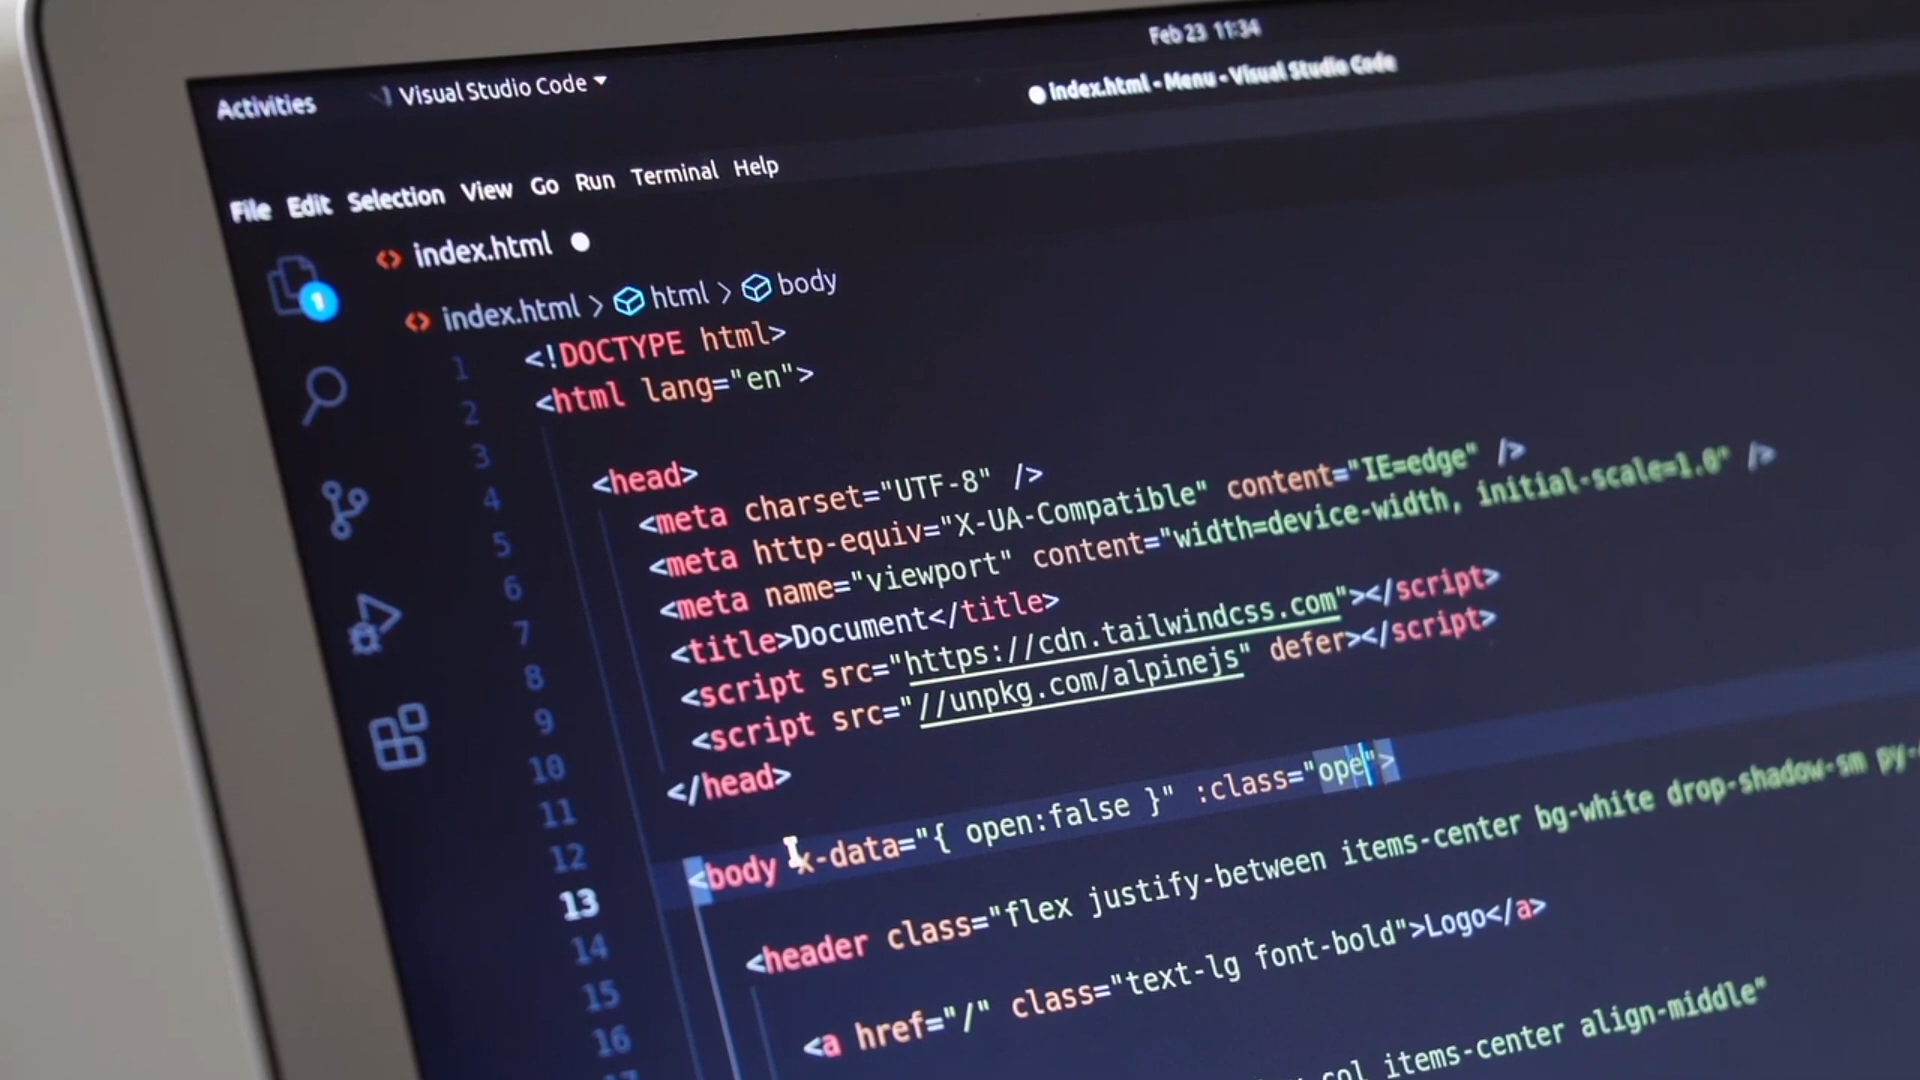 Feb 23 11:34
Activities Visual Studio Code
index.html - Menu - Visual Studio Code
File Edit Selection View Go Run Terminal Help
index.html
1
index.html > html > body
1 <!DOCTYPE html>
2 <html lang="en">
3
4 <head>
5 <meta charset="UTF-8" />
6 <meta http-equiv="X-UA-Compatible" content="IE=edge" />
7 <meta name="viewport" content="width=device-width, initial-scale=1.0" />
8 <title>Document</title>
9 <script src="https://cdn.tailwindcss.com"></script>
10 <script src="//unpkg.com/alpinejs" defer></script>
11 </head>
12
13 <body x-data="{ open:false }" :class="ope">
14 <header class="flex justify-between items-center bg-white drop-shadow-sm
15 <a href="/" class="text-lg font-bold">Logo</a>
16
items-center align-middle"